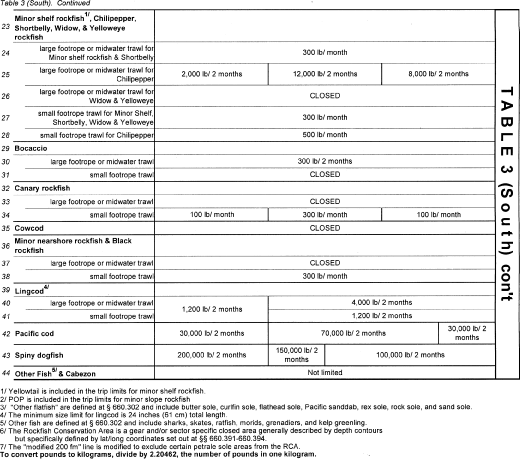 Table 3 (South). Continued
23 Minor shelf rockfish1/, Chilipepper,
Shortbelly, Widow, & Yelloweye
rockfish
24 large footrope or midwater trawl for
Minor shelf rockfish & Shortbelly 300 lb/ month
25 large footrope or midwater trawl for
Chilipepper 2,000 lb/ 2 months 12,000 lb/ 2 months 8,000 lb/ 2 months
26 large footrope or midwater trawl for
Widow & Yelloweye CLOSED
27 small footrope trawl for Minor Shelf,
Shortbelly, Widow & Yelloweye 300 lb/ month
28 small footrope trawl for Chilipepper 500 lb/ month
29 Bocaccio
30 large footrope or midwater trawl 300 lb/ 2 months
31 small footrope trawl CLOSED
32 Canary rockfish
33 large footrope or midwater trawl CLOSED
34 small footrope trawl 100 lb/ month 300 lb/ month 100 lb/ month
35 Cowcod CLOSED
36 Minor nearshore rockfish & Black
rockfish
37 large footrope or midwater trawl CLOSED
38 small footrope trawl 300 lb/ month
39 Lingcod4/
40 large footrope or midwater trawl 1,200 lb/ 2 months 4,000 lb/ 2 months
41 small footrope trawl 1,200 lb/ 2 months
42 Pacific cod 30,000 lb/ 2 months 70,000 lb/ 2 months 30,000 lb/ 2
months
43 Spiny dogfish 200,000 lb/ 2 months 150,000 lb/ 2
months 100,000 lb/ 2 months
44 Other Fish5/ & Cabezon Not limited
TABLE 3 (South) con't
1/ Yellowtail is included in the trip limits for minor shelf rockfish.
2/ POP is included in the trip limits for minor slope rockfish
3/ "Other flatfish" are defined at § 660.302 and include butter sole, curlfin sole, flathead sole, Pacific sanddab, rex sole, rock sole, and sand sole.
4/ The minimum size limit for lingcod is 24 inches (61 cm) total length.
5/ Other fish are defined at § 660.302 and include sharks, skates, ratfish, morids, grenadiers, and kelp greenling.
6/ The Rockfish Conservation Area is a gear and/or sector specific closed area generally described by depth contours
but specifically defined by lat/long coordinates set out at §§ 660.391-660.394.
7/ The "modified 200 fm" line is modified to exclude certain petrale sole areas from the RCA.
To convert pounds to kilograms, divide by 2.20462, the number of pounds in one kilogram.